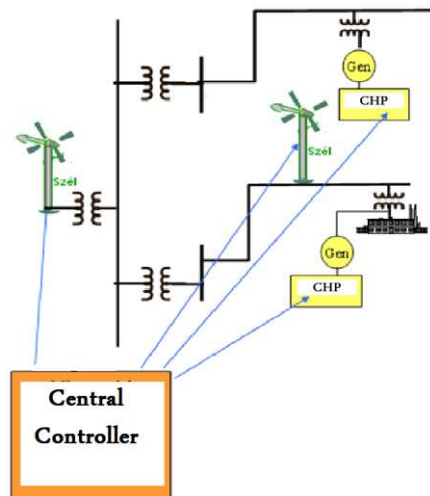 Gen
CHP
Szél
Szél
Gen
CHP
Central
Controller